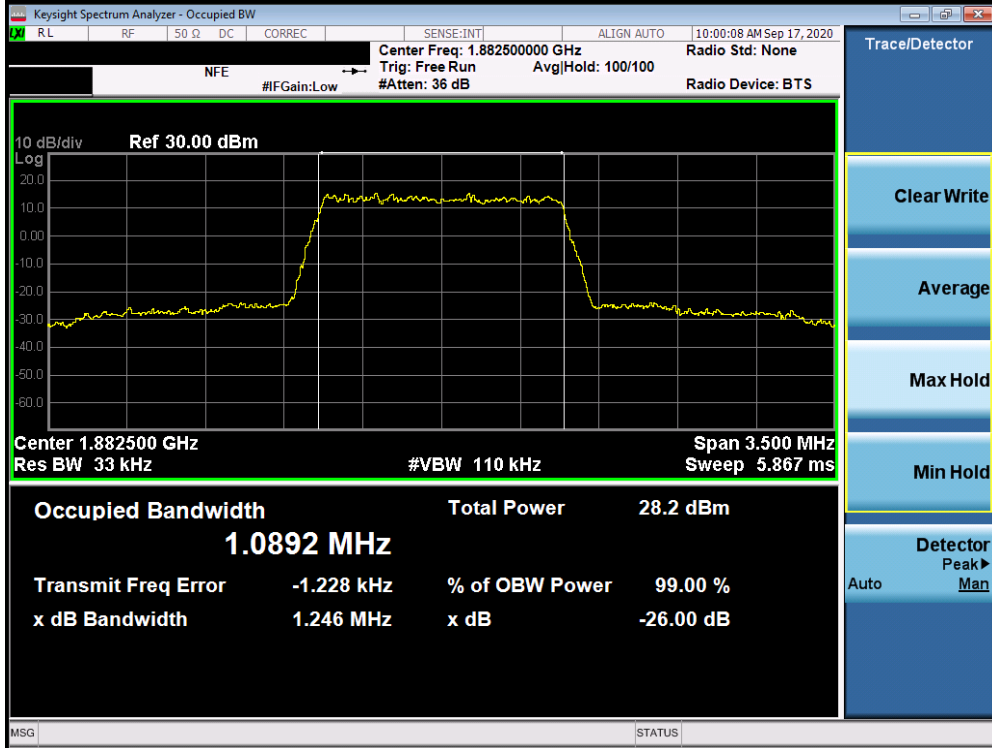 Keysight Spectrum Analyzer - Occupied BW
LXI RL RF 50 Ω DC CORREC SENSE:INT ALIGN AUTO 10:00:08 AM Sep 17, 2020
Center Freq: 1.882500000 GHz Radio Std: None
NFE Trig: Free Run Avg|Hold: 100/100
#IFGain:Low #Atten: 36 dB Radio Device: BTS
Trace/Detector
10 dB/div Ref 30.00 dBm
Log
20.0
10.0
0.00
-10.0
-20.0
-30.0
-40.0
-50.0
-60.0
Center 1.882500 GHz Span 3.500 MHz
Res BW 33 kHz #VBW 110 kHz Sweep 5.867 ms
Occupied Bandwidth Total Power 28.2 dBm
1.0892 MHz
Transmit Freq Error -1.228 kHz % of OBW Power 99.00 %
x dB Bandwidth 1.246 MHz x dB -26.00 dB
Clear Write
Average
Max Hold
Min Hold
Detector
Peak▶
Auto Man
MSG STATUS